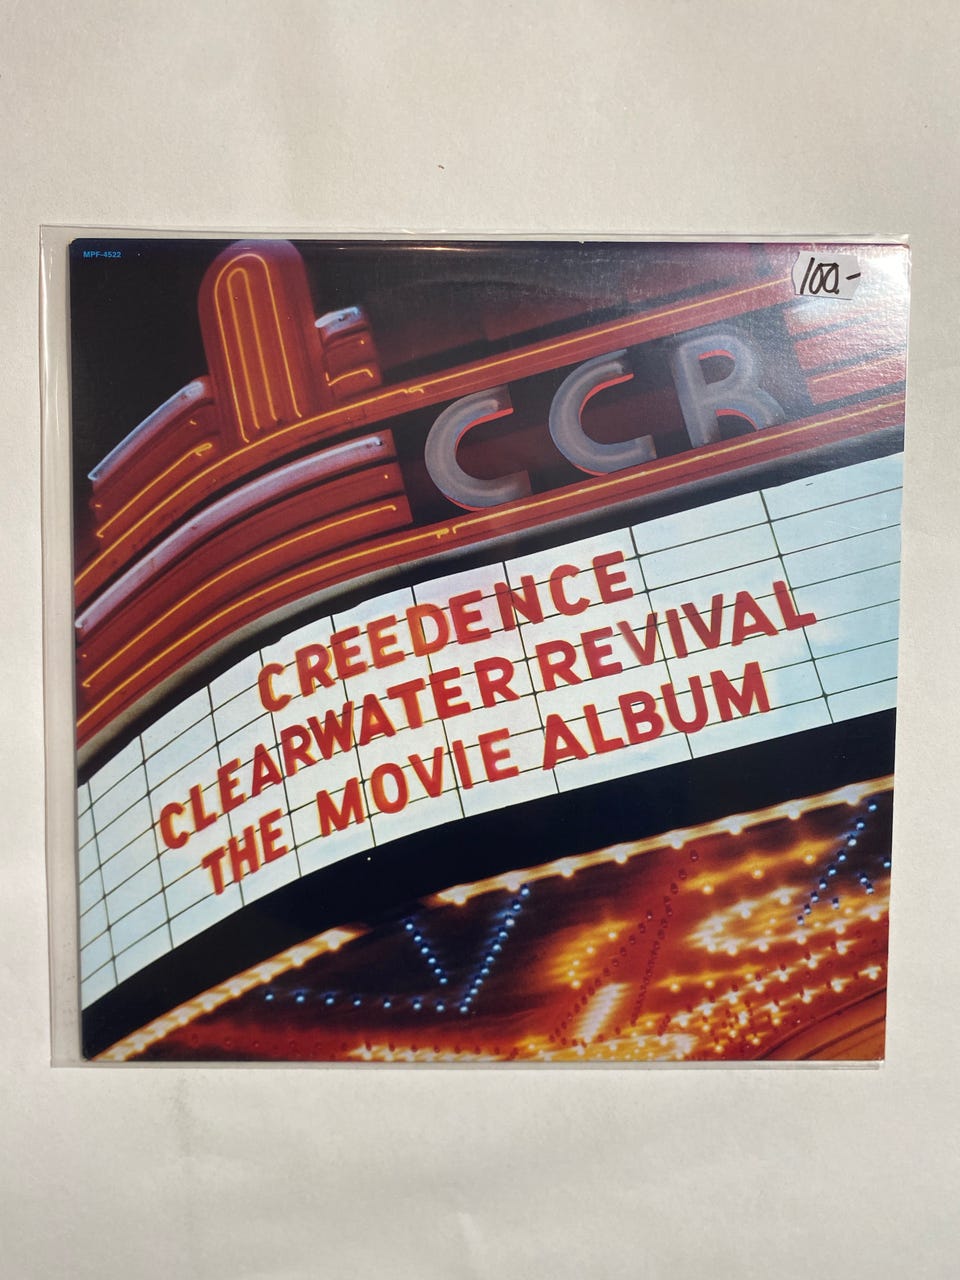 MPF-4522
100.-
CCR
CREEDENCE
CLEARWATER REVIVAL
THE MOVIE ALBUM